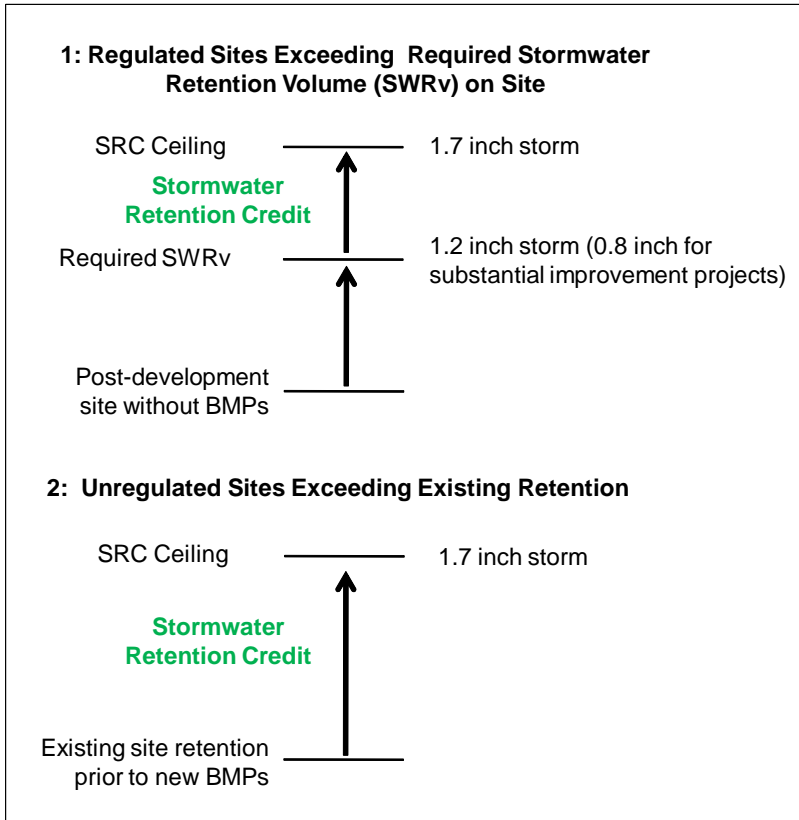 1: Regulated Sites Exceeding Required Stormwater
Retention Volume (SWRv) on Site
SRC Ceiling
1.7 inch storm
Stormwater
Retention Credit
Required SWRv
1.2 inch storm (0.8 inch for
substantial improvement projects)
Post-development
site without BMPs
2: Unregulated Sites Exceeding Existing Retention
SRC Ceiling
1.7 inch storm
Stormwater
Retention Credit
Existing site retention
prior to new BMPs